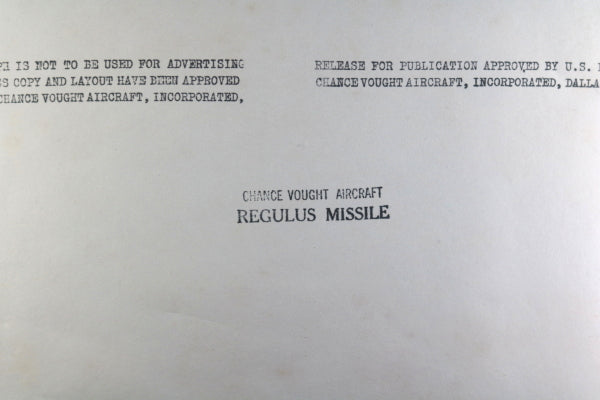 IS NOT TO BE USED FOR ADVERTISING
COPY AND LAYOUT HAVE BEEN APPROVED
CHANCE VOUGHT AIRCRAFT, INCORPORATED,
RELEASE FOR PUBLICATION APPROVED BY U.S.
CHANCE VOUGHT AIRCRAFT, INCORPORATED, DALLA
CHANCE VOUGHT AIRCRAFT
REGULUS MISSILE